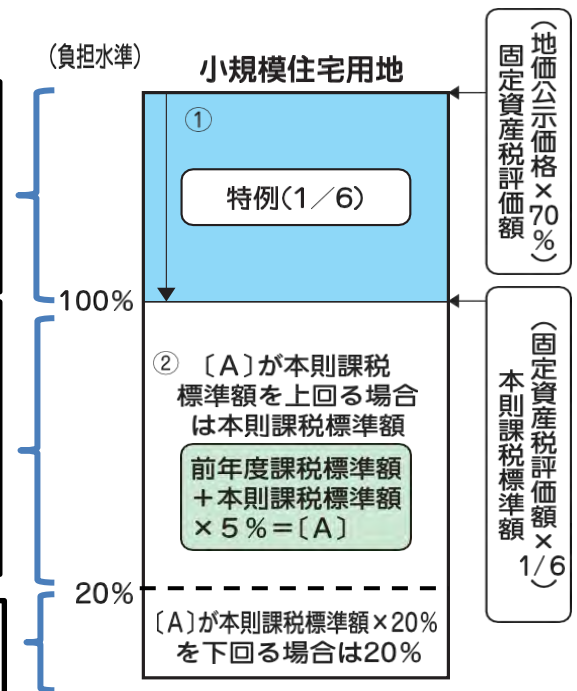 (負担水準)
小規模住宅用地
①
特例(1/6)
100%
② 〔A〕が本則課税
標準額を上回る場合
は本則課税標準額
前年度課税標準額
+本則課税標準額
×5%=〔A〕
20%
〔A〕が本則課税標準額×20%
を下回る場合は20%
固定資産税評価額
(地価公示価格×70%)
本則課税標準額
(固定資産税評価額×1/6)